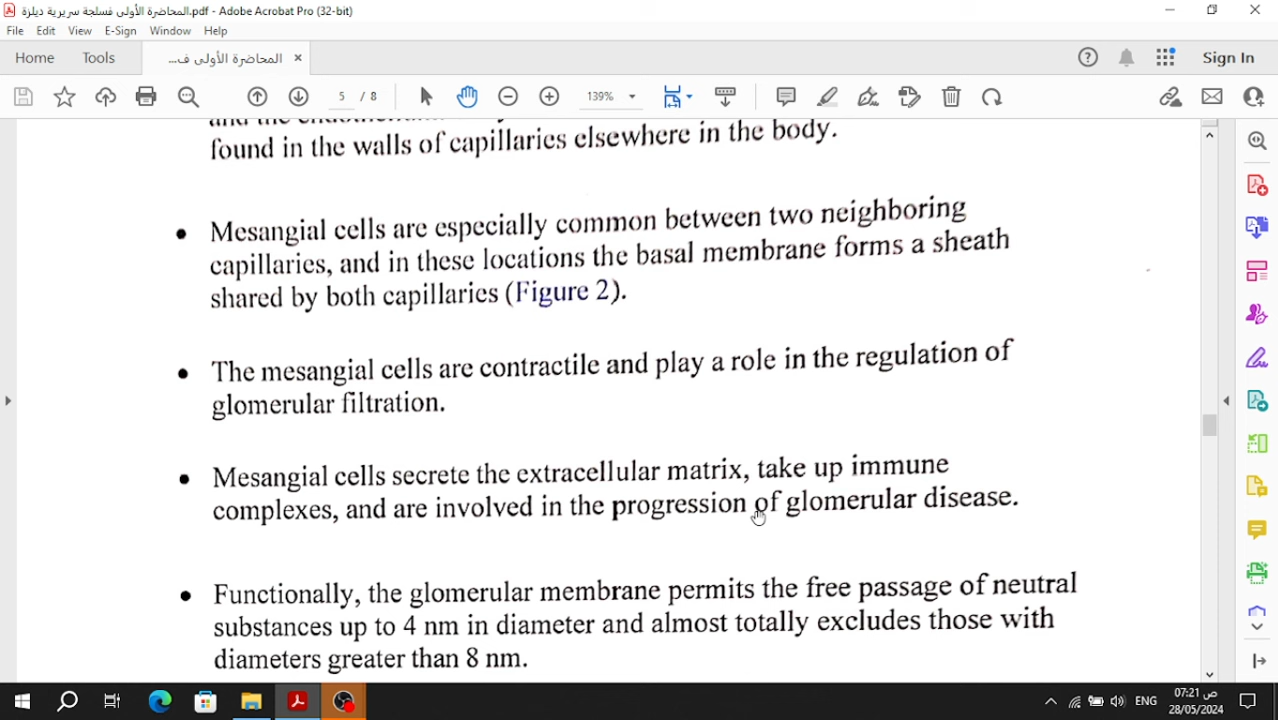 المحاضرة الأولى فسلجة سريرية ديلزة.pdf - Adobe Acrobat Pro (32-bit)
File Edit View E-Sign Window Help
Home Tools المحاضرة الأولى ف... × Sign In
5 / 8 139%
found in the walls of capillaries elsewhere in the body.
• Mesangial cells are especially common between two neighboring
capillaries, and in these locations the basal membrane forms a sheath
shared by both capillaries (Figure 2).
• The mesangial cells are contractile and play a role in the regulation of
glomerular filtration.
• Mesangial cells secrete the extracellular matrix, take up immune
complexes, and are involved in the progression of glomerular disease.
• Functionally, the glomerular membrane permits the free passage of neutral
substances up to 4 nm in diameter and almost totally excludes those with
diameters greater than 8 nm.
ENG
07:21 ص
28/05/2024